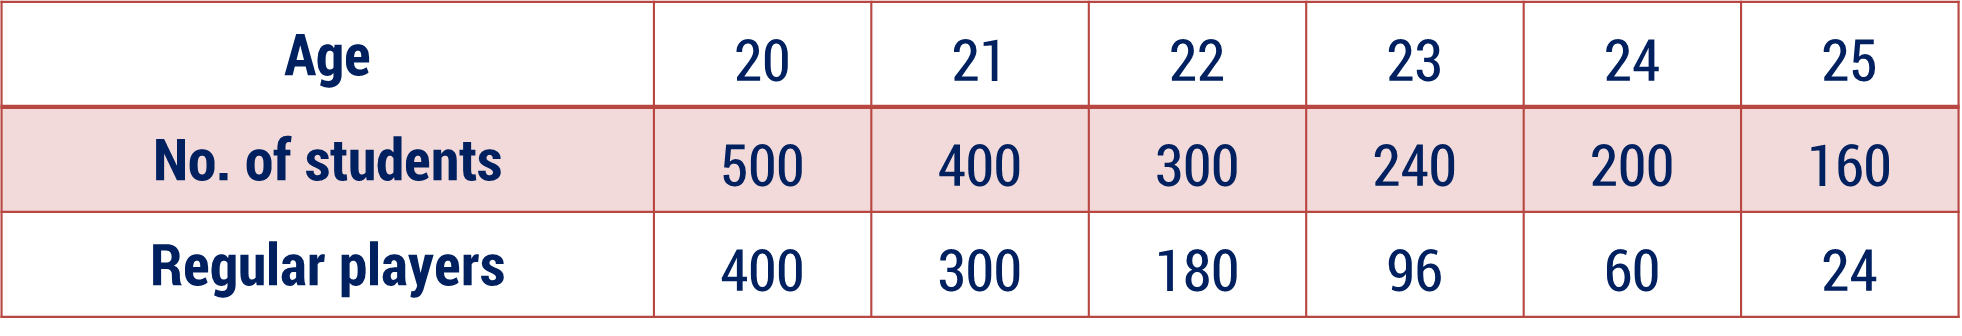 Age 20 21 22 23 24 25
No. of students 500 400 300 240 200 160
Regular players 400 300 180 96 60 24